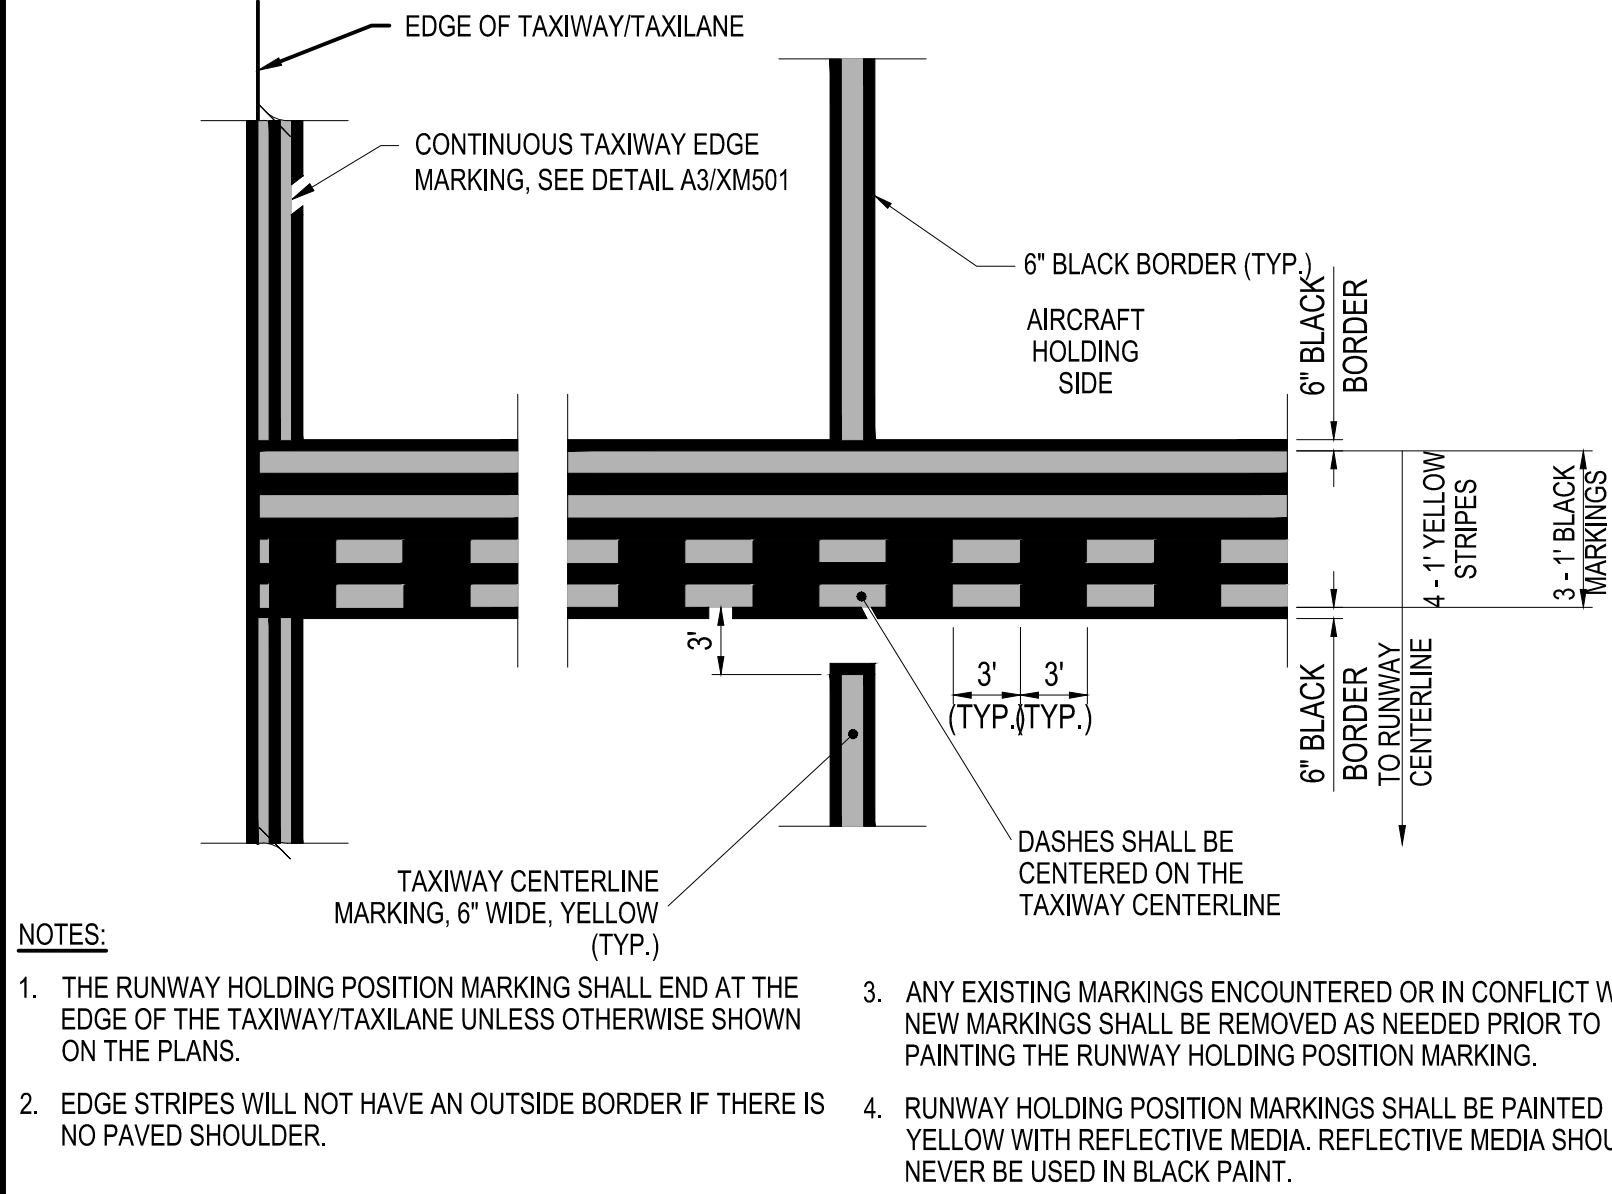 EDGE OF TAXIWAY/TAXILANE
CONTINUOUS TAXIWAY EDGE
MARKING, SEE DETAIL A3/XM501
6" BLACK BORDER (TYP.)
AIRCRAFT
HOLDING
SIDE
6" BLACK
BORDER
4 - 1' YELLOW
STRIPES
3 - 1' BLACK
MARKINGS
3'
3'
(TYP.)
3'
(TYP.)
6" BLACK
BORDER
TO RUNWAY
CENTERLINE
DASHES SHALL BE
CENTERED ON THE
TAXIWAY CENTERLINE
TAXIWAY CENTERLINE
MARKING, 6" WIDE, YELLOW
(TYP.)
NOTES:
1. THE RUNWAY HOLDING POSITION MARKING SHALL END AT THE
EDGE OF THE TAXIWAY/TAXILANE UNLESS OTHERWISE SHOWN
ON THE PLANS.
2. EDGE STRIPES WILL NOT HAVE AN OUTSIDE BORDER IF THERE IS
NO PAVED SHOULDER.
3. ANY EXISTING MARKINGS ENCOUNTERED OR IN CONFLICT
NEW MARKINGS SHALL BE REMOVED AS NEEDED PRIOR TO
PAINTING THE RUNWAY HOLDING POSITION MARKING.
4. RUNWAY HOLDING POSITION MARKINGS SHALL BE PAINTED
YELLOW WITH REFLECTIVE MEDIA. REFLECTIVE MEDIA
NEVER BE USED IN BLACK PAINT.